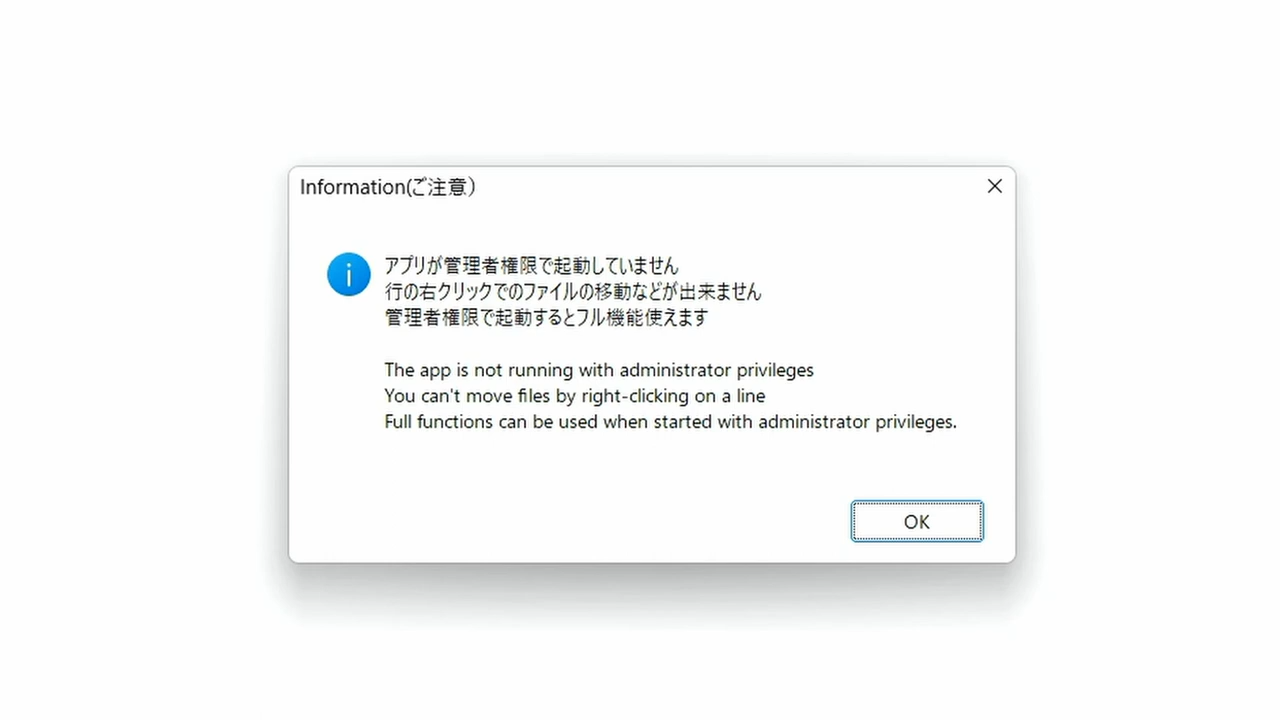 Information(ご注意)
アプリが管理者権限で起動していません
行の右クリックでのファイルの移動などが出来ません
管理者権限で起動するとフル機能使えます
The app is not running with administrator privileges
You can't move files by right-clicking on a line
Full functions can be used when started with administrator privileges.
OK